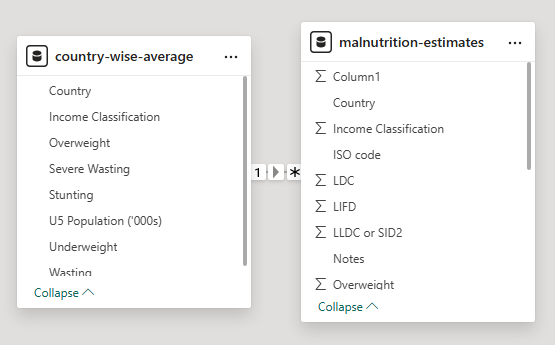 country-wise-average
Country
Income Classification
Overweight
Severe Wasting
Stunting
U5 Population ('000s)
Underweight
Wasting
Collapse
1
*
malnutrition-estimates
Σ Column1
Country
Σ Income Classification
ISO code
Σ LDC
Σ LIFD
Σ LLDC or SID2
Notes
Σ Overweight
Collapse